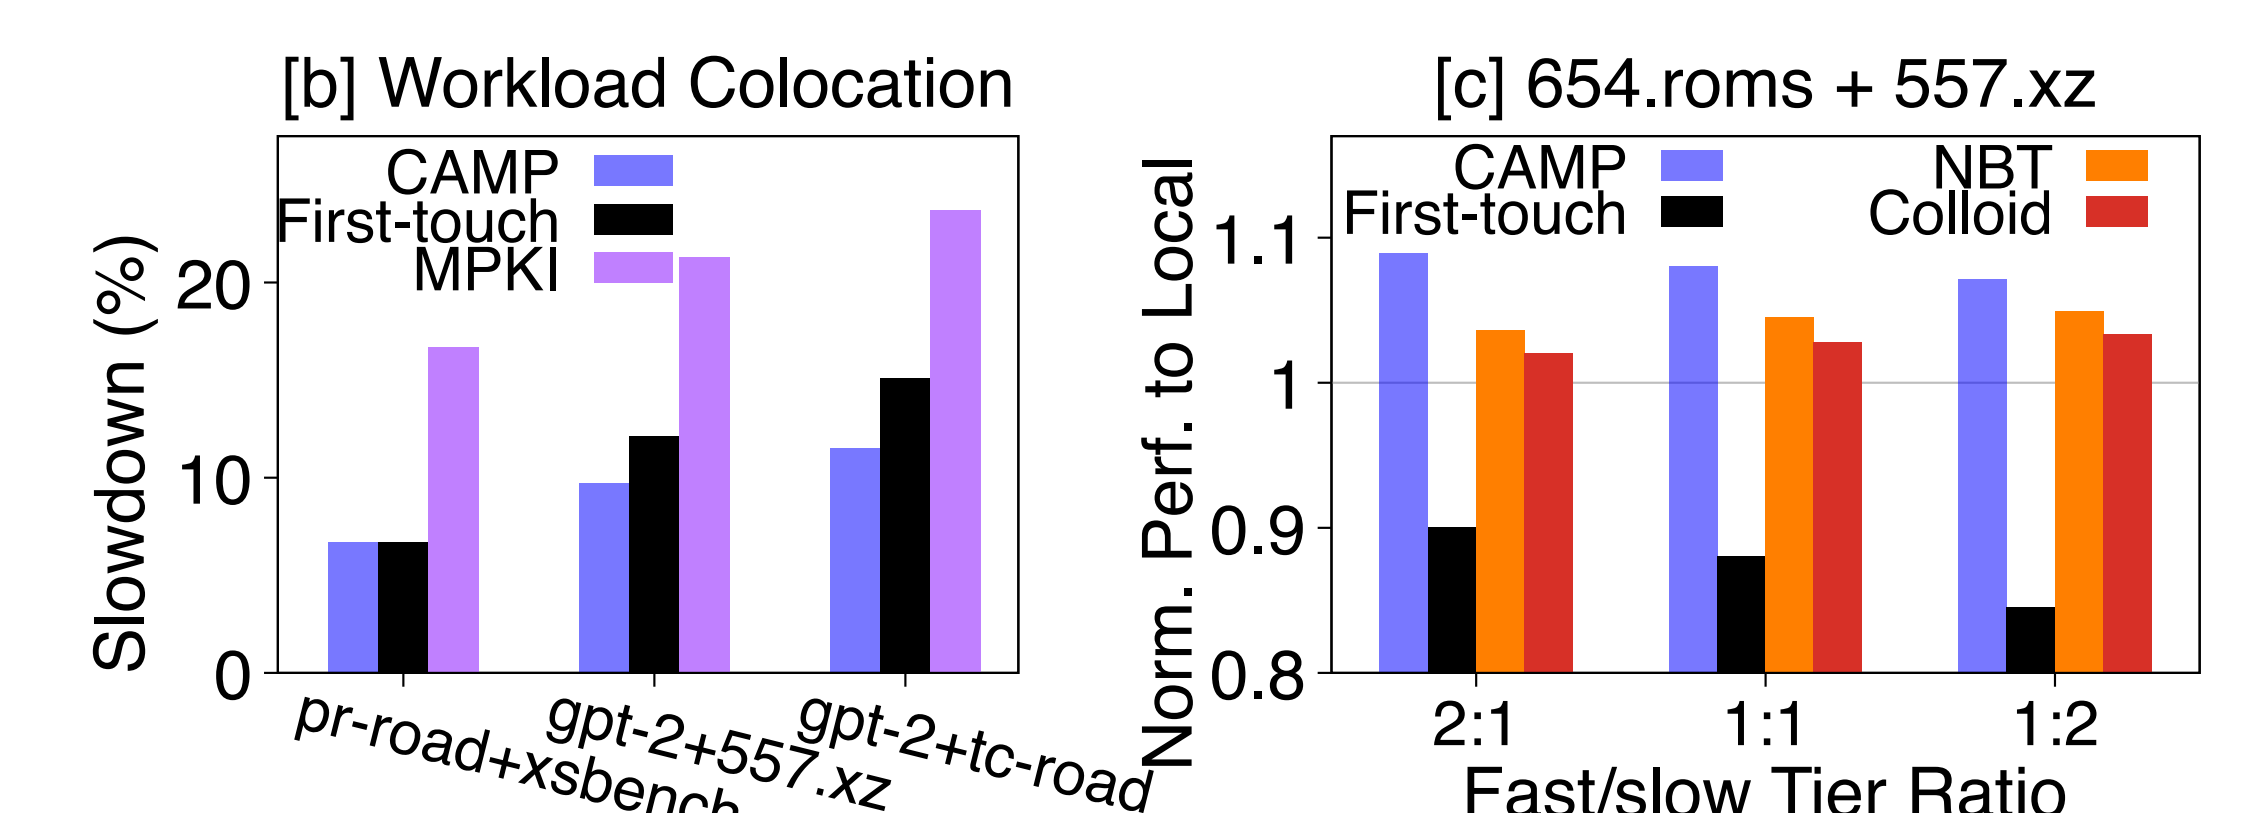 [b] Workload Colocation
CAMP
First-touch
MPKI
Slowdown (%)
20
10
0
pr-road+xsbench
gpt-2+557.xz
gpt-2+tc-road
[c] 654.roms + 557.xz
CAMP
First-touch
NBT
Colloid
Norm. Perf. to Local
1.1
1
0.9
0.8
2:1
1:1
1:2
Fast/slow Tier Ratio